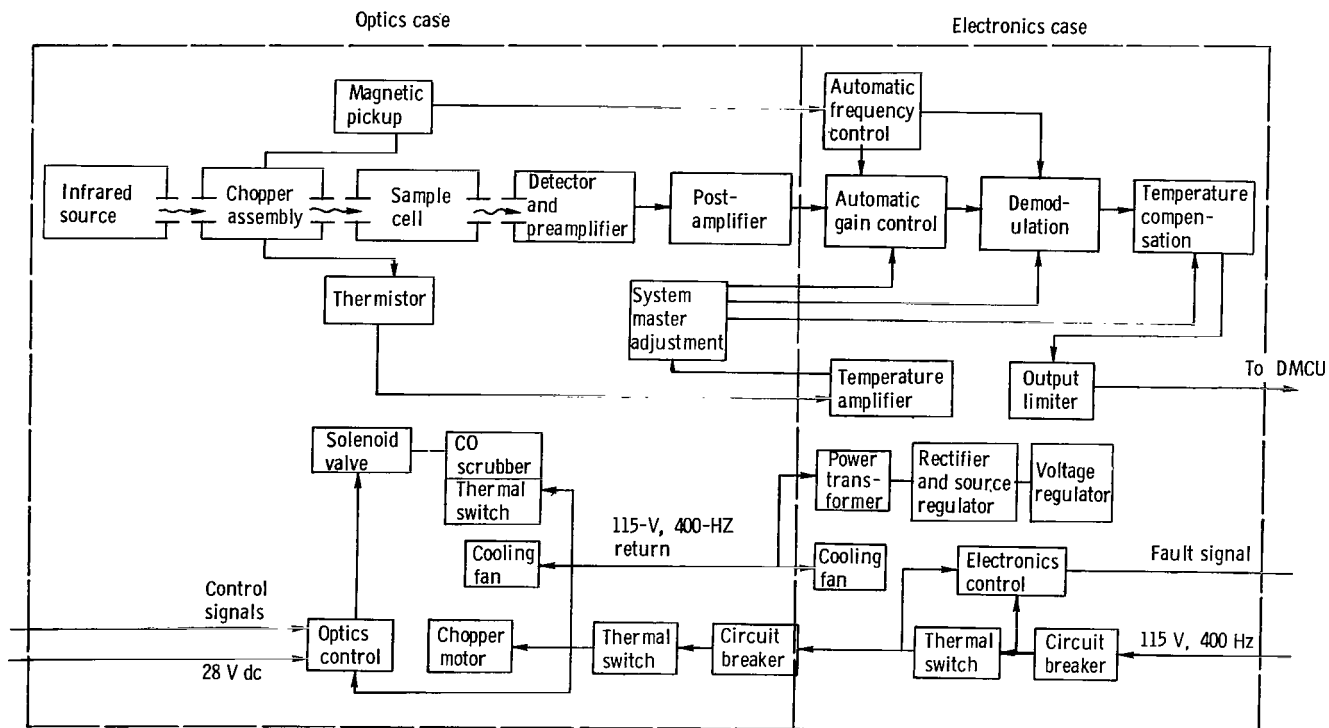 Optics case
Electronics case
Magnetic
pickup
Automatic
frequency
control
Infrared
source
Chopper
assembly
Sample
cell
Detector
and
preamplifier
Post-
amplifier
Automatic
gain control
Demod-
ulation
Temperature
compen-
sation
Thermistor
System
master
adjustment
Temperature
amplifier
Output
limiter
To DMCU
Solenoid
valve
CO
scrubber
Thermal
switch
Power
trans-
former
Rectifier
and source
regulator
Voltage
regulator
115-V, 400-HZ
return
Cooling
fan
Cooling
fan
Electronics
control
Fault signal
Control
signals
Optics
control
28 V dc
Chopper
motor
Thermal
switch
Circuit
breaker
Thermal
switch
Circuit
breaker
115 V, 400 Hz